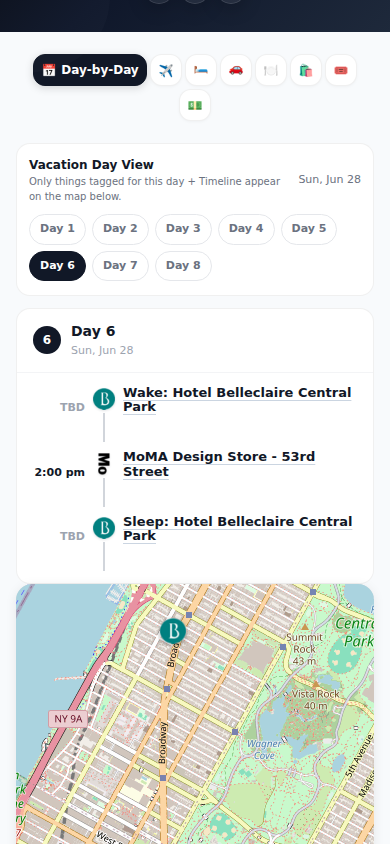 📅 Day-by-Day
Vacation Day View
Only things tagged for this day + Timeline appear
on the map below.
Sun, Jun 28
Day 1
Day 2
Day 3
Day 4
Day 5
Day 6
Day 7
Day 8
6
Day 6
Sun, Jun 28
TBD
B
Wake: Hotel Belleclaire Central
Park
2:00 pm
Mo
MoMA Design Store - 53rd
Street
TBD
B
Sleep: Hotel Belleclaire Central
Park
B
Broadway
Summit
Rock
43 m
Vista Rock
40 m
NY 9A
Wagner
Cove
Broadway
5th Avenue